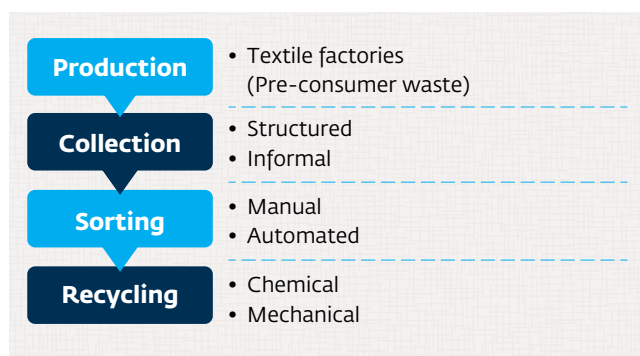 Production
• Textile factories
(Pre-consumer waste)
Collection
• Structured
• Informal
Sorting
• Manual
• Automated
Recycling
• Chemical
• Mechanical